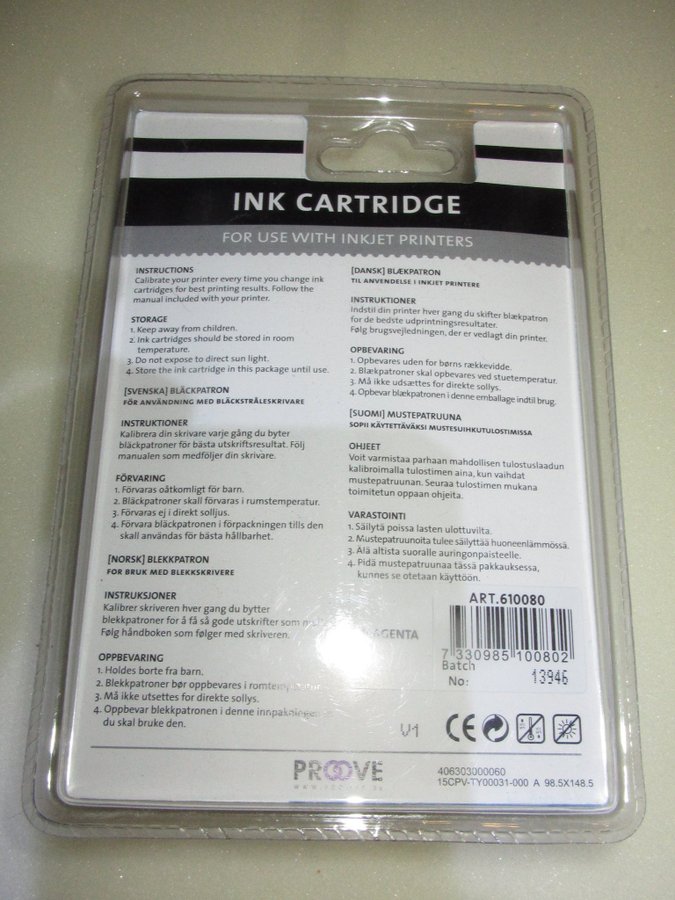 INK CARTRIDGE
FOR USE WITH INKJET PRINTERS
INSTRUCTIONS
Calibrate your printer every time you change ink
cartridges for best printing results. Follow the
manual included with your printer.
STORAGE
1. Keep away from children.
2. Ink cartridges should be stored in room
temperature.
3. Do not expose to direct sun light.
4. Store the ink cartridge in this package until use.
[SVENSKA] BLÄCKPATRON
FÖR ANVÄNDNING MED BLÄCKSTRÅLESKRIVARE
INSTRUKTIONER
Kalibrera din skrivare varje gång du byter
bläckpatroner för bästa utskriftsresultat. Följ
manualen som medföljer din skrivare.
FÖRVARING
1. Förvaras oåtkomligt för barn.
2. Bläckpatroner skall förvaras i rumstemperatur.
3. Förvaras ej i direkt solljus.
4. Förvara bläckpatronen i förpackningen tills den
skall användas för bästa hållbarhet.
[NORSK] BLEKKPATRON
FOR BRUK MED BLEKKSKRIVERE
INSTRUKSJONER
Kalibrer skriveren hver gang du bytter
blekkpatroner for å få så gode utskrifter som
Følg håndboken som følger med skriveren.
OPPBEVARING
1. Holdes borte fra barn.
2. Blekkpatroner bør oppbevares i romtemperatur
3. Må ikke utsettes for direkte sollys.
4. Oppbevar blekkpatronen i denne innpakningen
du skal bruke den.
[DANSK] BLÆKPATRON
TIL ANVENDELSE I INKJET PRINTERE
INSTRUKTIONER
Indstil din printer hver gang du skifter blækpatron
for de bedste udprintningsresultater.
Følg brugsvejledningen, der er vedlagt din printer.
OPBEVARING
1. Opbevares uden for børns rækkevidde.
2. Blækpatroner skal opbevares ved stuetemperatur.
3. Må ikke udsættes for direkte sollys.
4. Opbevar blækpatronen i denne emballage indtil brug.
[SUOMI] MUSTEPATRUUNA
SOPII KÄYTETTÄVÄKSI MUSTESUIHKUTULOSTIMISSA
OHJEET
Voit varmistaa parhaan mahdollisen tulostuslaadun
kalibroimalla tulostimen aina, kun vaihdat
mustepatruunan. Seuraa tulostimen mukana
toimitetun oppaan ohjeita.
VARASTOINTI
1. Säilytä poissa lasten ulottuvilta.
2. Mustepatruunoita tulee säilyttää huoneenlämmössä.
3. Älä altista suoralle auringonpaisteelle.
4. Pidä mustepatruunaa tässä pakkauksessa,
kunnes se otetaan käyttöön.
MAGENTA
ART.610080
7 330985 100802
Batch
No: 13946
V1
CE
PROOVE
406303000060
15CPV-TY00031-000 A 98.5X148.5